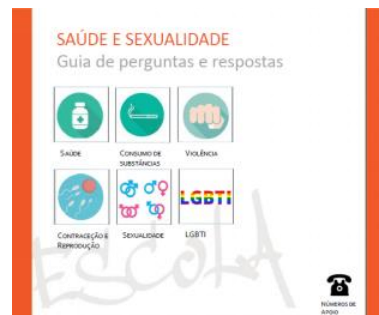 SAÚDE E SEXUALIDADE
Guia de perguntas e respostas
SAÚDE
CONSUMO DE
SUBSTÂNCIAS
VIOLÊNCIA
LGBTI
CONTRACEÇÃO E
REPRODUÇÃO
SEXUALIDADE
LGBTI
ESCOLA
NÚMEROS DE
APOIO